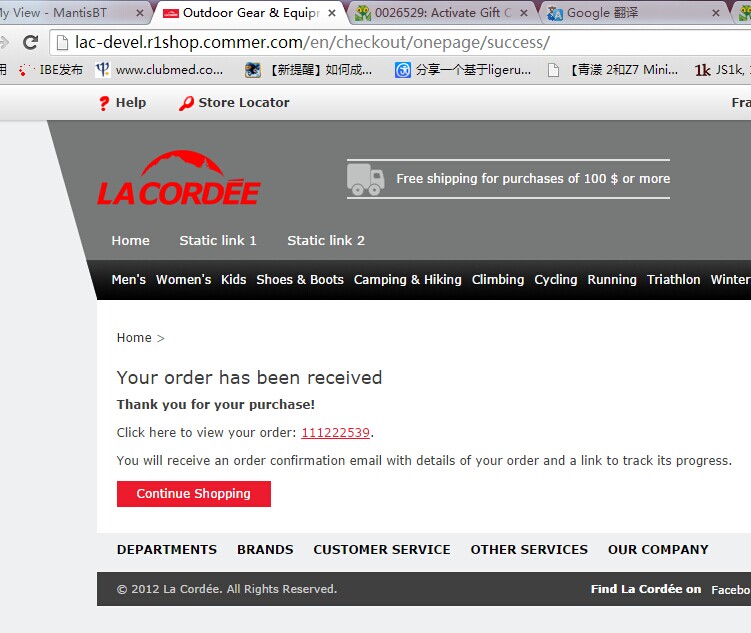 My View - MantisBT
Outdoor Gear & Equipr
0026529: Activate Gift C
Google 翻译
lac-devel.r1shop.commer.com/en/checkout/onepage/success/
用 IBE发布 www.clubmed.co... 【新提醒】如何成... 分享一个基于ligeru... 【青漾 2和Z7 Mini... 1k JS1k, 1
Help Store Locator Fra
LA CORDÉE
Free shipping for purchases of 100 $ or more
Home Static link 1 Static link 2
Men's Women's Kids Shoes & Boots Camping & Hiking Climbing Cycling Running Triathlon Winter
Home >
Your order has been received
Thank you for your purchase!
Click here to view your order: 111222539.
You will receive an order confirmation email with details of your order and a link to track its progress.
Continue Shopping
DEPARTMENTS BRANDS CUSTOMER SERVICE OTHER SERVICES OUR COMPANY
© 2012 La Cordée. All Rights Reserved. Find La Cordée on Facebo